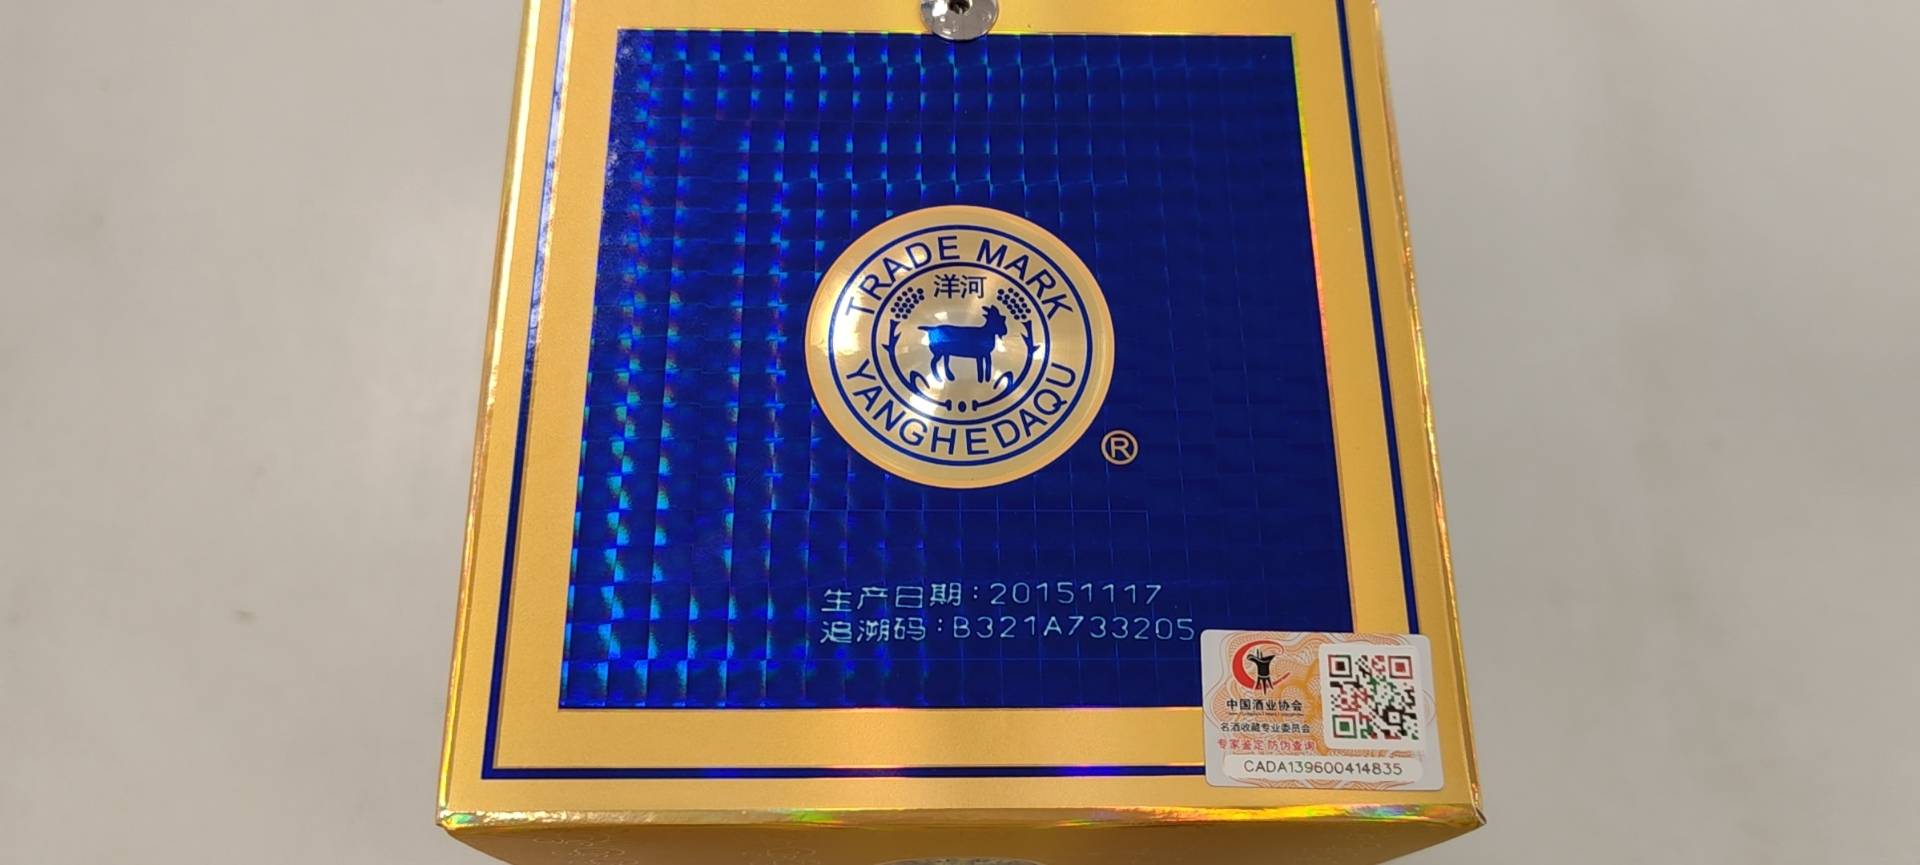 TRADE MARK
洋河
YANGHEDAQU
®
生产日期:20151117
追溯码:B321A733205
中国酒业协会
名酒收藏专业委员会
专家鉴定 防伪查询
CADA139600414835